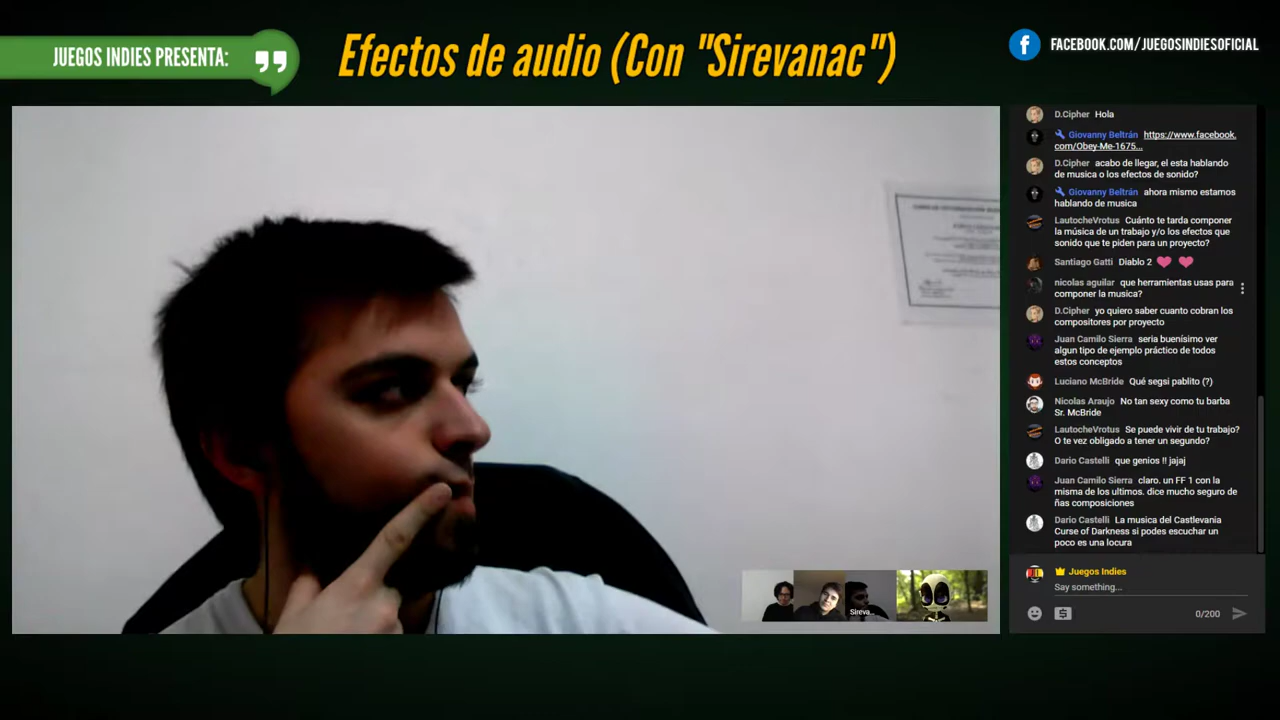 JUEGOS INDIES PRESENTA:
Efectos de audio (Con "Sirevanac")
FACEBOOK.COM/JUEGOSINDIESOFICIAL
D.Cipher Hola
Giovanny Beltrán https://www.facebook.
com/Obey-Me-1675...
D.Cipher acabo de llegar, el esta hablando
de musica o los efectos de sonido?
Giovanny Beltrán ahora mismo estamos
hablando de musica
LautocheVrotus Cuánto te tarda componer
la música de un trabajo y/o los efectos que
sonido que te piden para un proyecto?
Santiago Gatti Diablo 2
nicolas aguilar que herramientas usas para
componer la musica?
D.Cipher yo quiero saber cuanto cobran los
compositores por proyecto
Juan Camilo Sierra seria buenísimo ver
algun tipo de ejemplo práctico de todos
estos conceptos
Luciano McBride Qué segsi pablito (?)
Nicolas Araujo No tan sexy como tu barba
Sr. McBride
LautocheVrotus Se puede vivir de tu trabajo?
O te vez obligado a tener un segundo?
Dario Castelli que genios !! jajaj
Juan Camilo Sierra claro. un FF 1 con la
misma de los ultimos. dice mucho seguro de
ñas composiciones
Dario Castelli La musica del Castlevania
Curse of Darkness si podes escuchar un
poco es una locura
Juegos Indies
Say something...
0/200
Sireva...